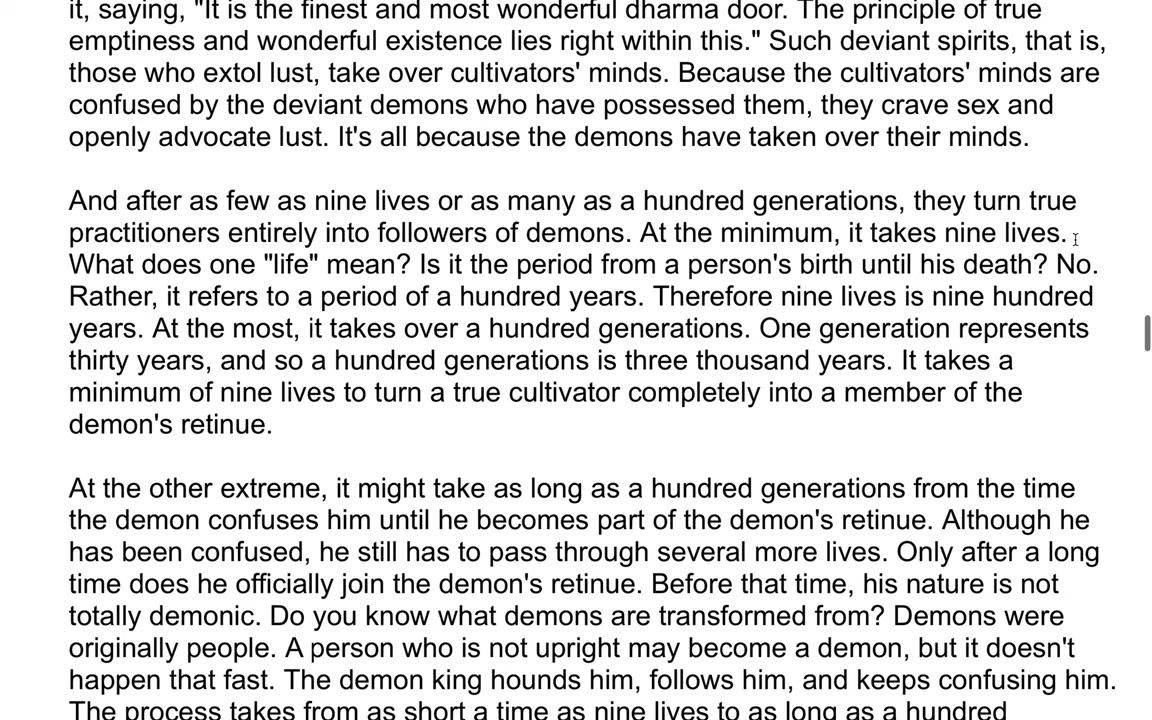 it, saying, "It is the finest and most wonderful dharma door. The principle of true
emptiness and wonderful existence lies right within this." Such deviant spirits, that is,
those who extol lust, take over cultivators' minds. Because the cultivators' minds are
confused by the deviant demons who have possessed them, they crave sex and
openly advocate lust. It's all because the demons have taken over their minds.
And after as few as nine lives or as many as a hundred generations, they turn true
practitioners entirely into followers of demons. At the minimum, it takes nine lives.
What does one "life" mean? Is it the period from a person's birth until his death? No.
Rather, it refers to a period of a hundred years. Therefore nine lives is nine hundred
years. At the most, it takes over a hundred generations. One generation represents
thirty years, and so a hundred generations is three thousand years. It takes a
minimum of nine lives to turn a true cultivator completely into a member of the
demon's retinue.
At the other extreme, it might take as long as a hundred generations from the time
the demon confuses him until he becomes part of the demon's retinue. Although he
has been confused, he still has to pass through several more lives. Only after a long
time does he officially join the demon's retinue. Before that time, his nature is not
totally demonic. Do you know what demons are transformed from? Demons were
originally people. A person who is not upright may become a demon, but it doesn't
happen that fast. The demon king hounds him, follows him, and keeps confusing him.
The process takes from as short a time as nine lives to as long as a hundred